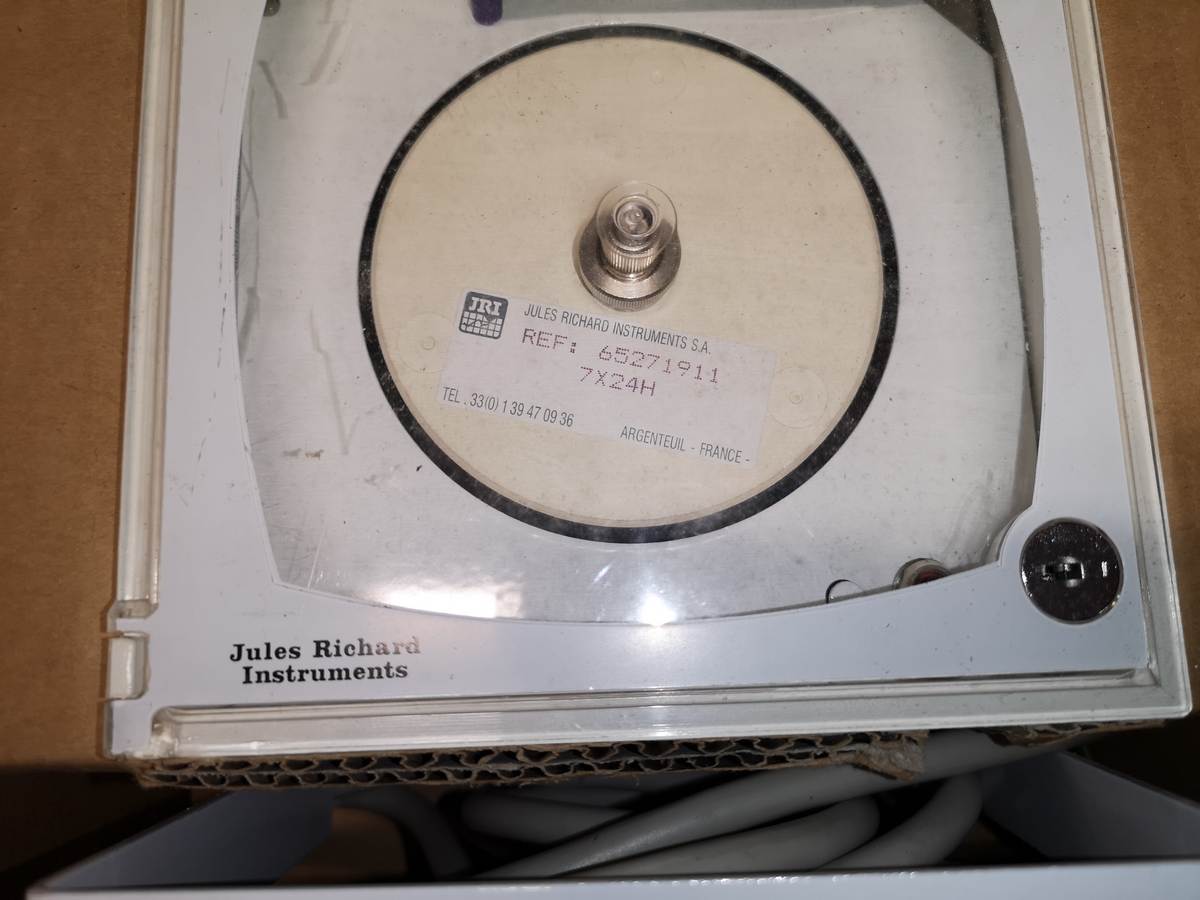 JRI
JULES RICHARD INSTRUMENTS S.A.
REF: 65271911
7X24H
TEL . 33(0) 1 39 47 09 36
ARGENTEUIL - FRANCE -
Jules Richard
Instruments